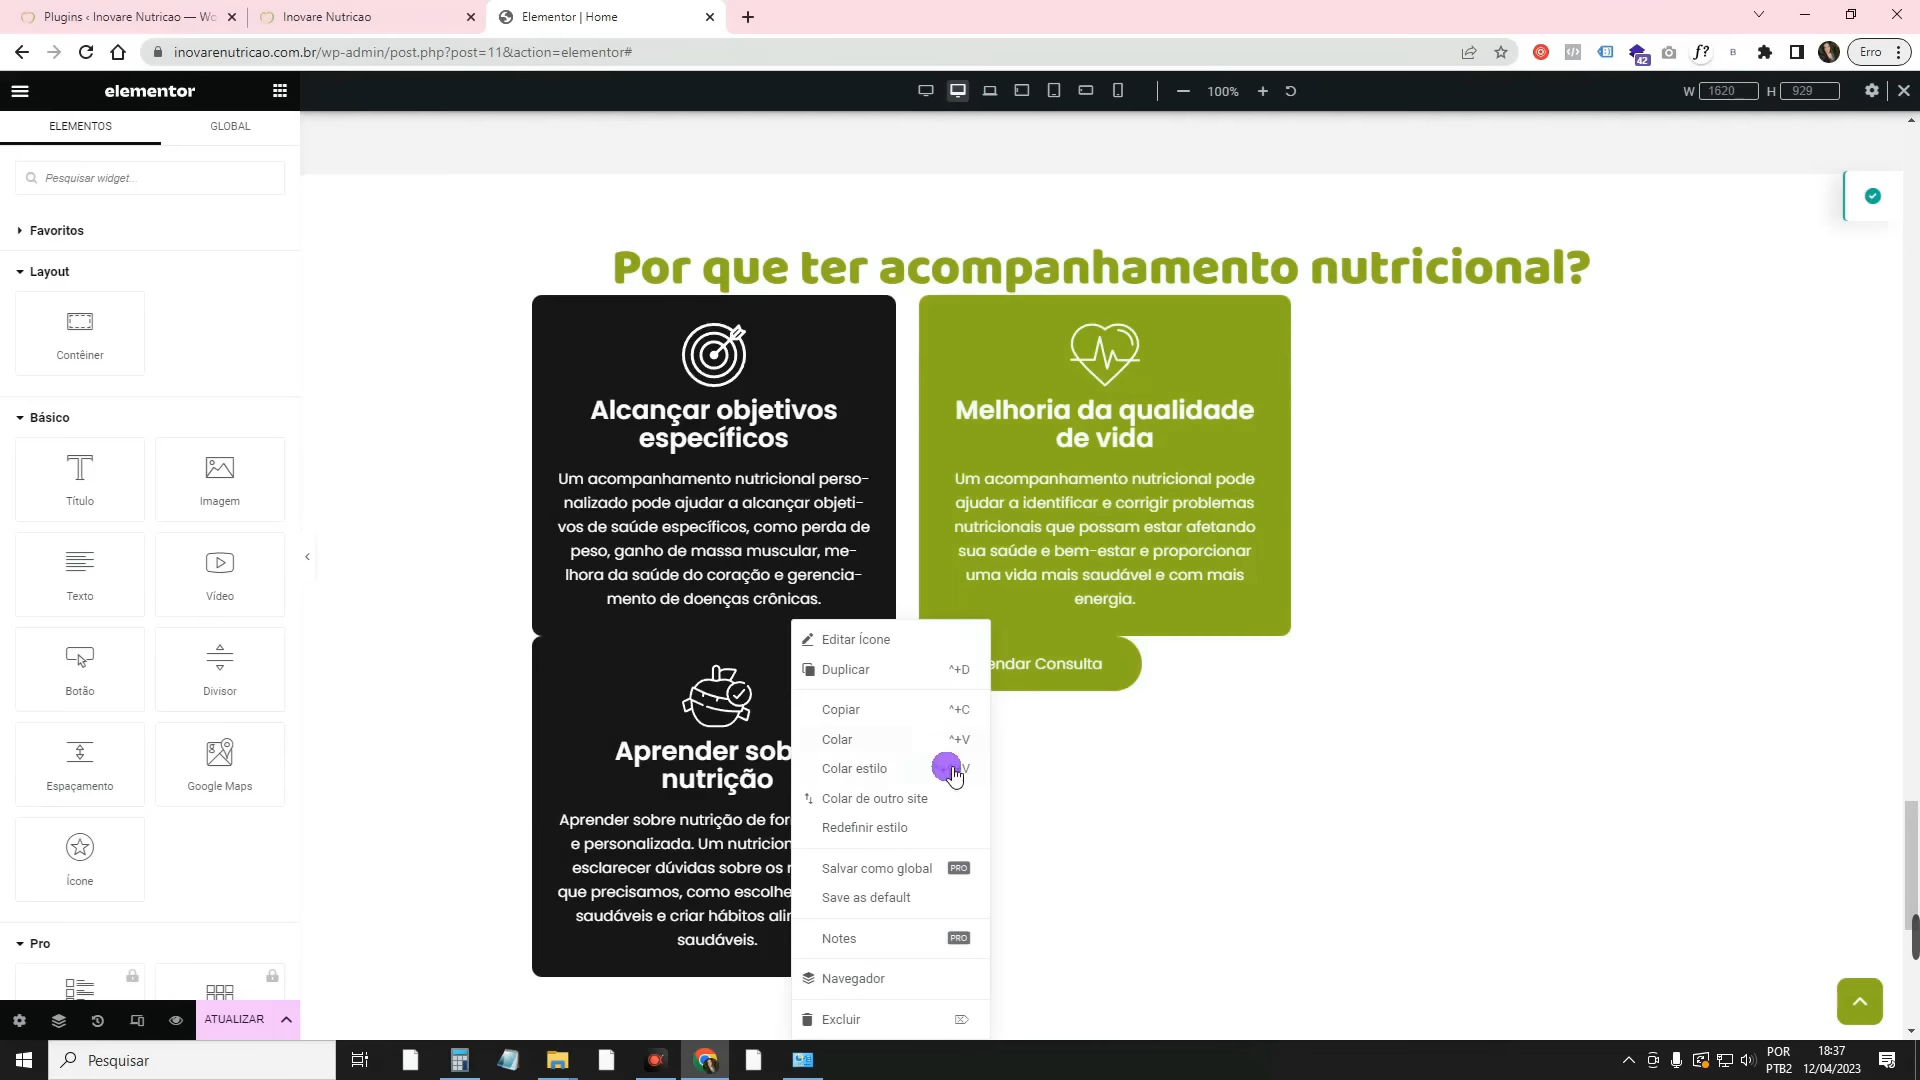 Plugins ‹ Inovare Nutricao — Wo
Inovare Nutricao
Elementor | Home
inovarenutricao.com.br/wp-admin/post.php?post=11&action=elementor#
42
f?
B
Erro
elementor
100%
W 1620
H 929
ELEMENTOS
GLOBAL
Pesquisar widget...
Favoritos
Layout
Contêiner
Básico
Título
Imagem
Texto
Vídeo
Botão
Divisor
Espaçamento
Google Maps
Ícone
Pro
ATUALIZAR
Por que ter acompanhamento nutricional?
Alcançar objetivos
específicos
Um acompanhamento nutricional perso-
nalizado pode ajudar a alcançar objeti-
vos de saúde específicos, como perda de
peso, ganho de massa muscular, me-
lhora da saúde do coração e gerencia-
mento de doenças crônicas.
Melhoria da qualidade
de vida
Um acompanhamento nutricional pode
ajudar a identificar e corrigir problemas
nutricionais que possam estar afetando
sua saúde e bem-estar e proporcionar
uma vida mais saudável e com mais
energia.
endar Consulta
Aprender sob
nutrição
Aprender sobre nutrição de for
e personalizada. Um nutricion
esclarecer dúvidas sobre os
que precisamos, como escolhe
saudáveis e criar hábitos ali
saudáveis.
Editar Ícone
Duplicar ^+D
Copiar ^+C
Colar ^+V
Colar estilo V
Colar de outro site
Redefinir estilo
Salvar como global PRO
Save as default
Notes PRO
Navegador
Excluir
Pesquisar
POR
PTB2
18:37
12/04/2023